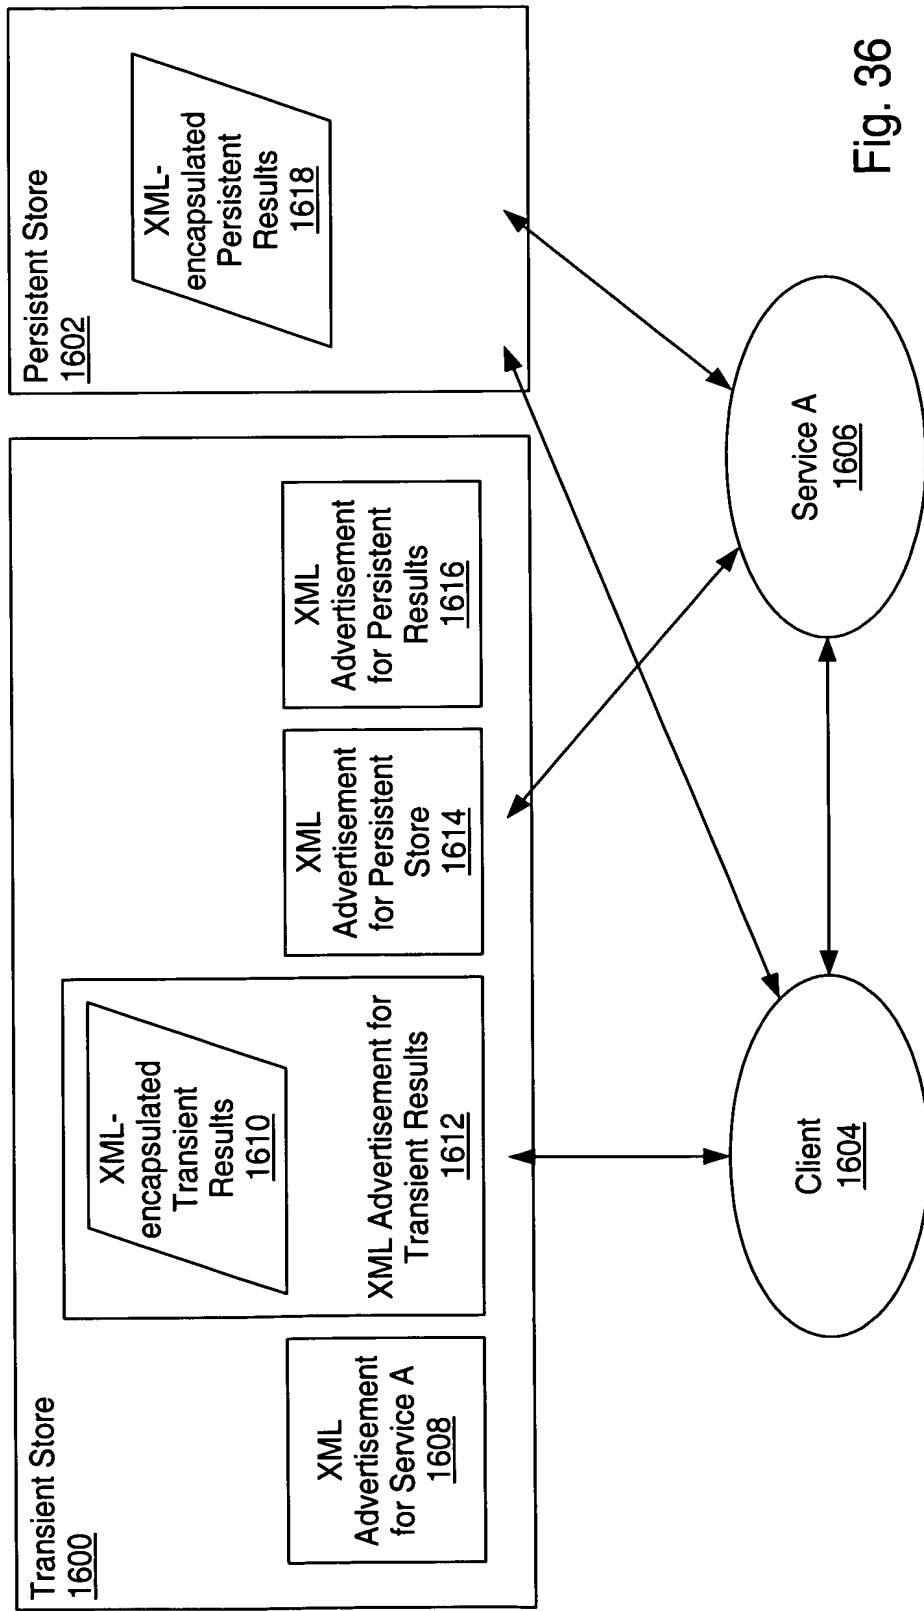 Transient Store
1600
XML
Advertisement
for Service A
1608
XML-
encapsulated
Transient
Results
1610
XML Advertisement for
Transient Results
1612
XML
Advertisement
for Persistent
Store
1614
XML
Advertisement
for Persistent
Results
1616
Persistent Store
1602
XML-
encapsulated
Persistent
Results
1618
Client
1604
Service A
1606
Fig. 36